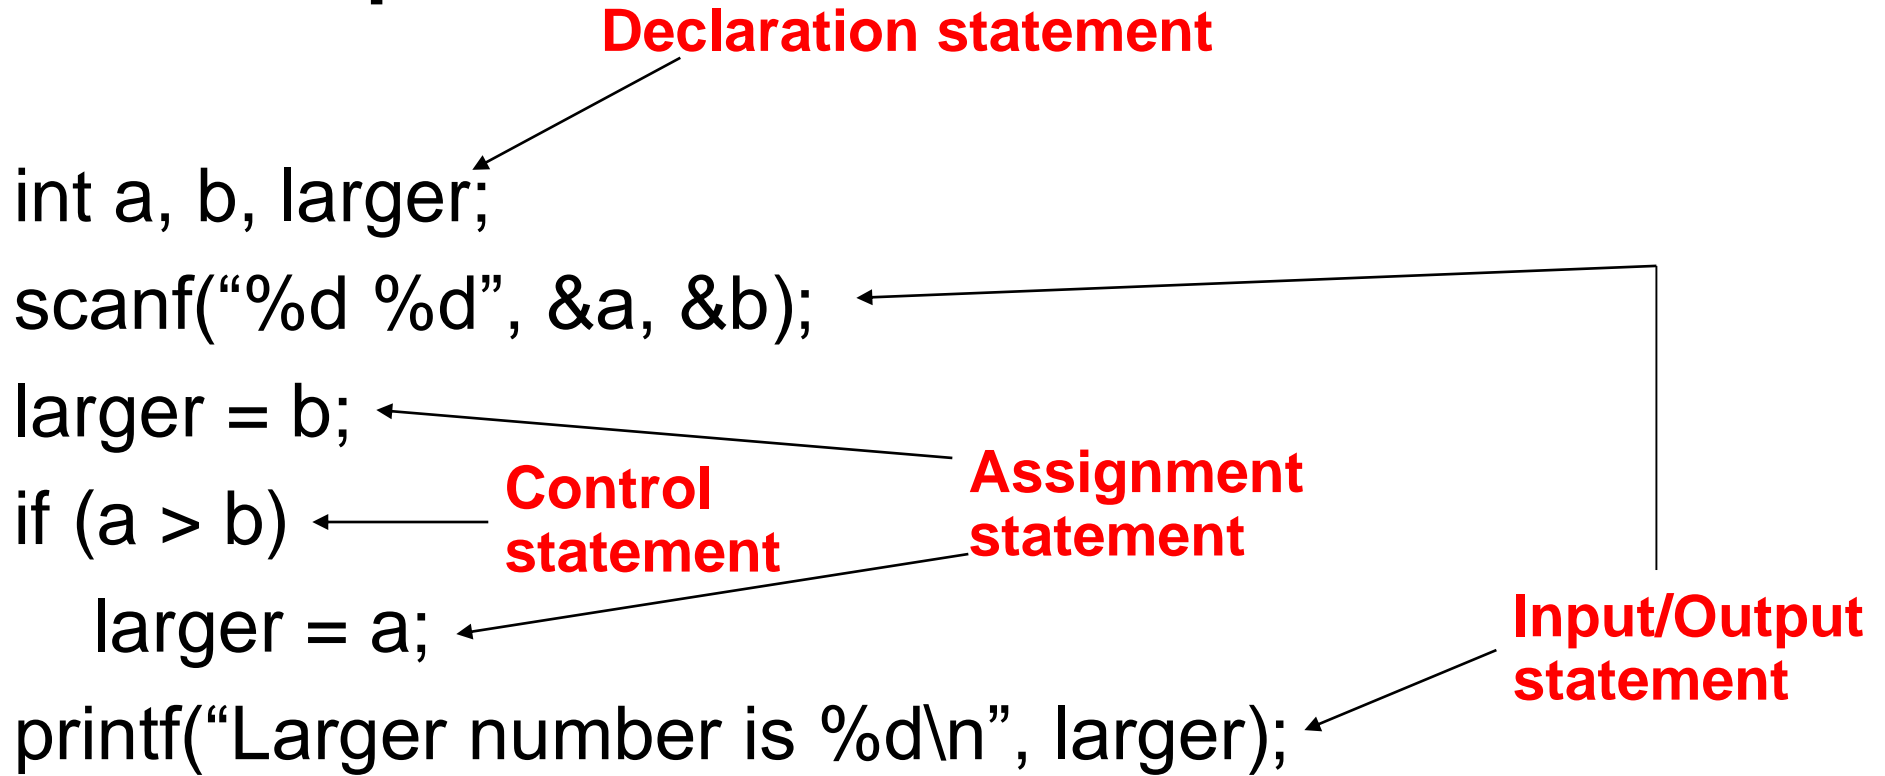 Declaration statement
int a, b, larger;
scanf(“%d %d”, &a, &b);
larger = b;
if (a > b)
Control
statement
Assignment
statement
larger = a;
Input/Output
statement
printf(“Larger number is %d\n”, larger);